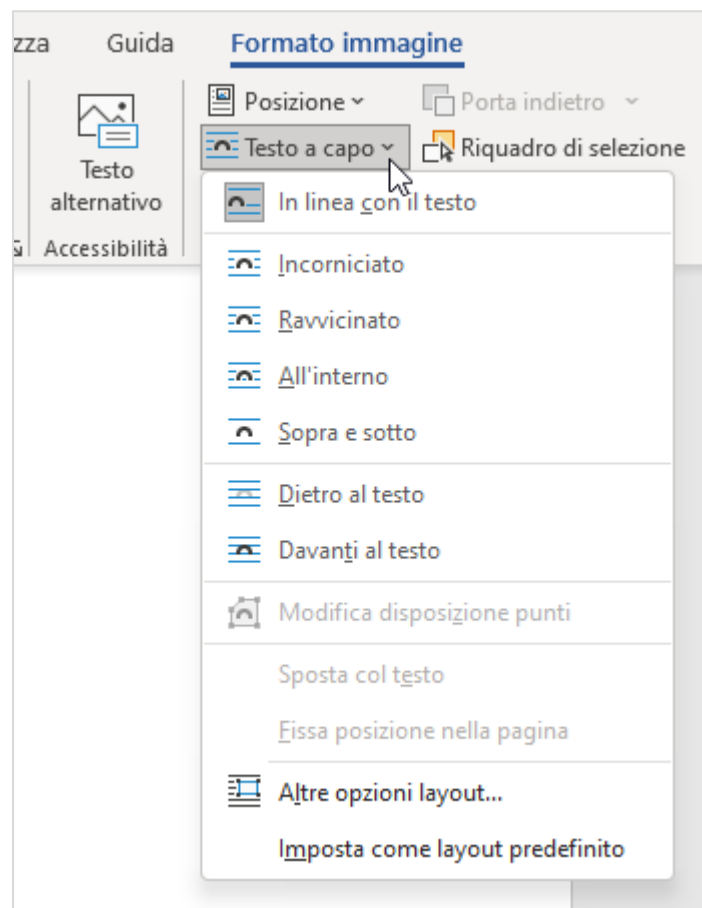 zza Guida Formato immagine
Posizione Porta indietro
Testo a capo Riquadro di selezione
Testo
alternativo
Accessibilità
In linea con il testo
Incorniciato
Ravvicinato
All'interno
Sopra e sotto
Dietro al testo
Davanti al testo
Modifica disposizione punti
Sposta col testo
Fissa posizione nella pagina
Altre opzioni layout...
Imposta come layout predefinito